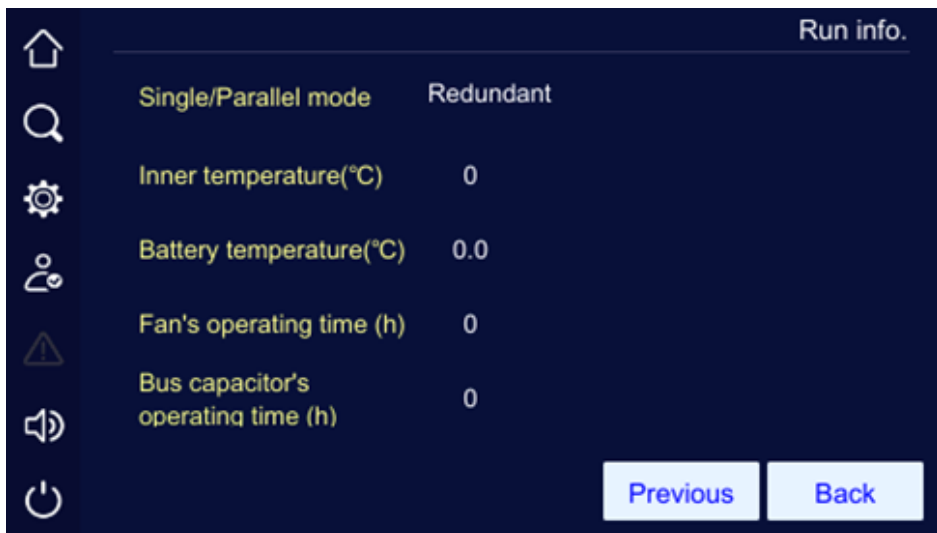 Run info.
Single/Parallel mode Redundant
Inner temperature(℃) 0
Battery temperature(℃) 0.0
Fan's operating time (h) 0
Bus capacitor's
operating time (h) 0
Previous Back